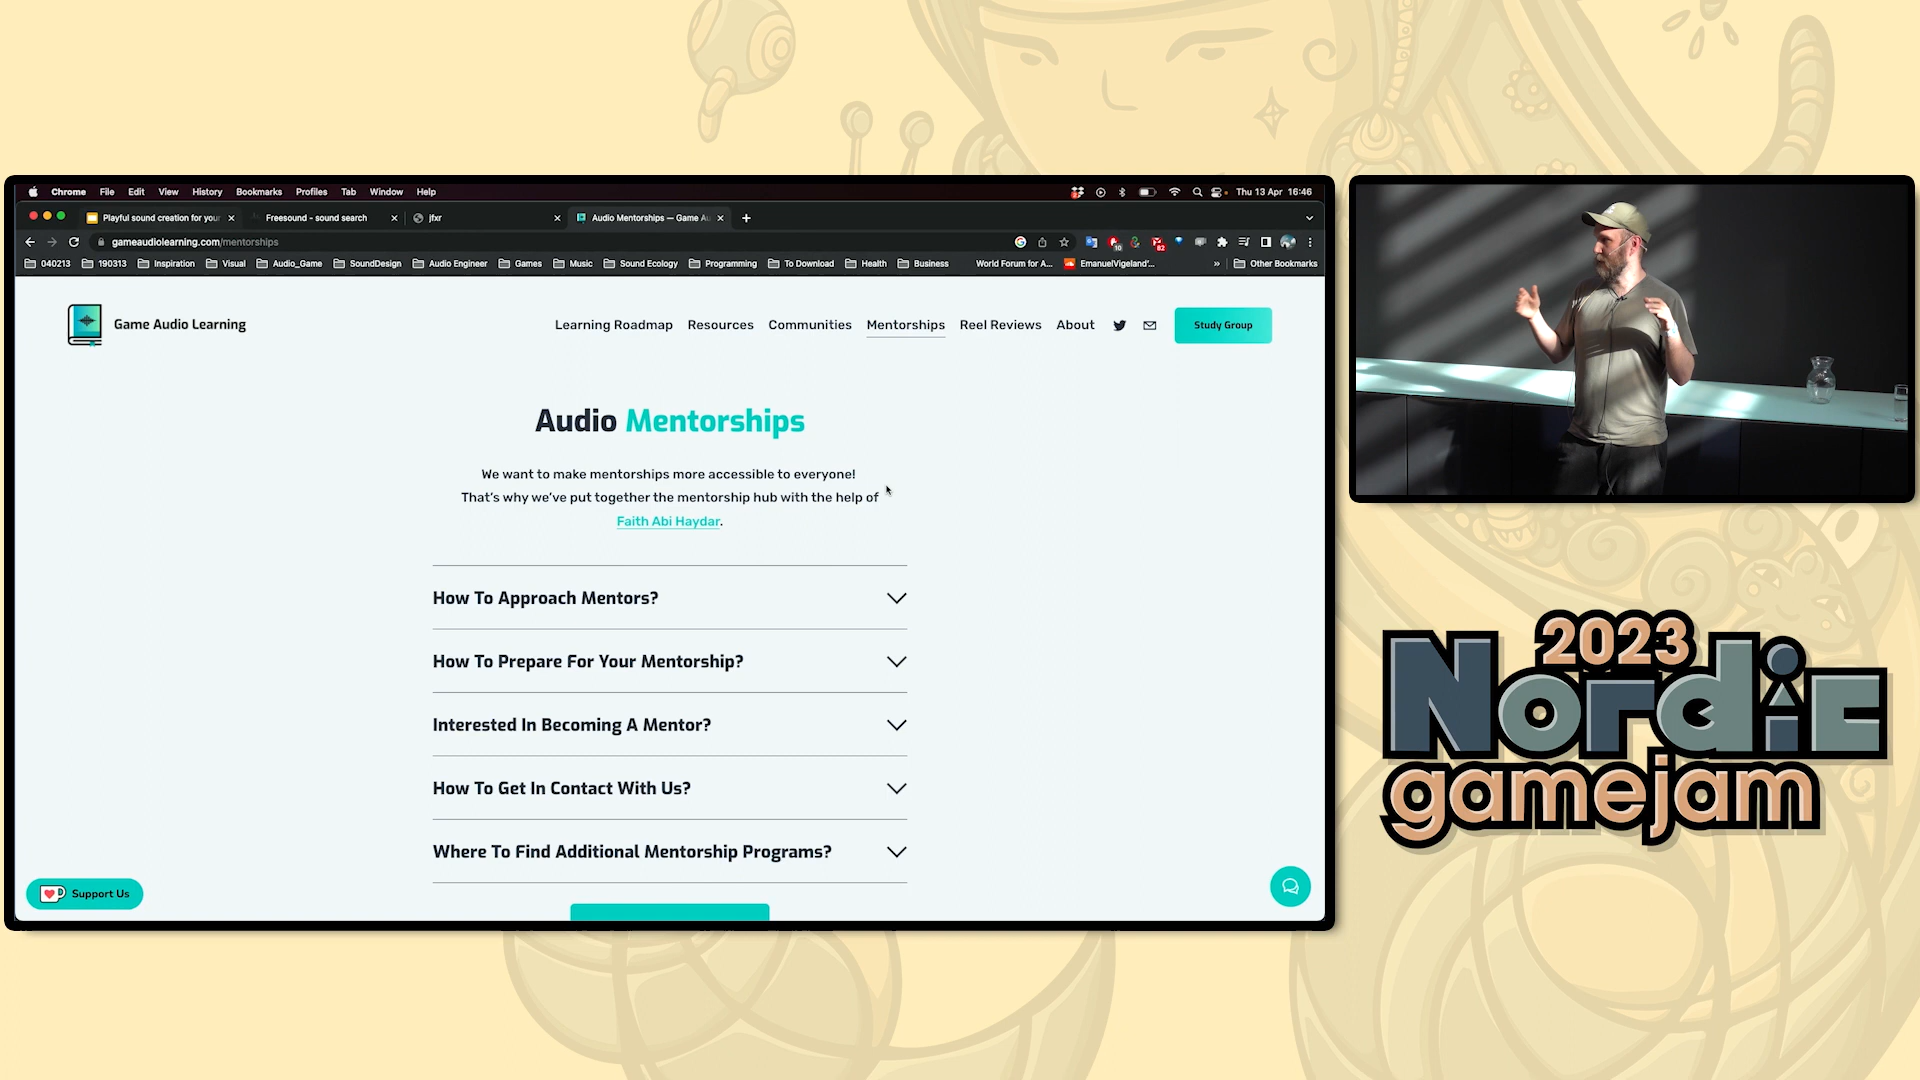 Chrome File Edit View History Bookmarks Profiles Tab Window Help
Thu 13 Apr 16:46
Playful sound creation for your
Freesound - sound search
jfxr
Audio Mentorships — Game Au
gameaudiolearning.com/mentorships
10
82
040213 190313 Inspiration Visual Audio_Game SoundDesign Audio Engineer Games Music Sound Ecology Programming To Download Health Business World Forum for A... EmanuelVigeland'... » Other Bookmarks
Game Audio Learning
Learning Roadmap Resources Communities Mentorships Reel Reviews About
Study Group
Audio Mentorships
We want to make mentorships more accessible to everyone!
That's why we've put together the mentorship hub with the help of
Faith Abi Haydar.
How To Approach Mentors?
How To Prepare For Your Mentorship?
Interested In Becoming A Mentor?
How To Get In Contact With Us?
Where To Find Additional Mentorship Programs?
Support Us
2023
Nordic
gamejam